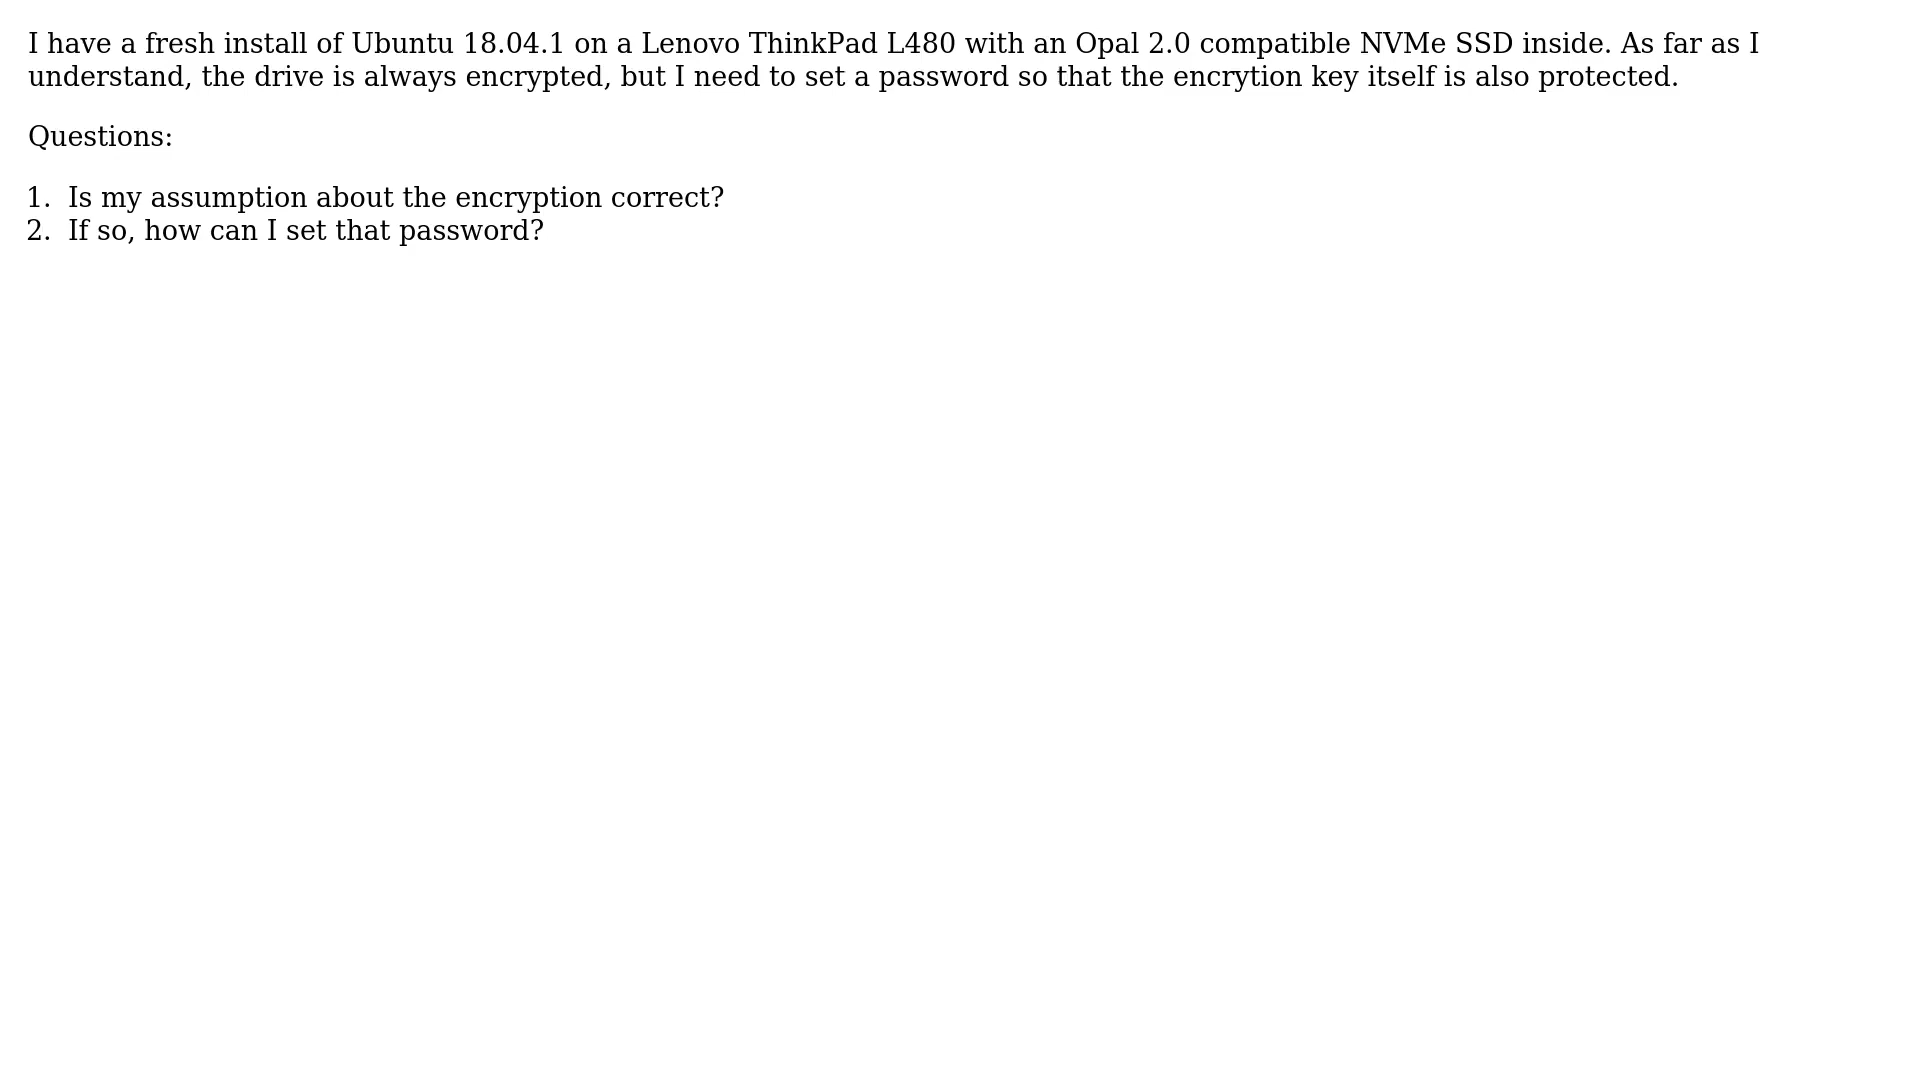 I have a fresh install of Ubuntu 18.04.1 on a Lenovo ThinkPad L480 with an Opal 2.0 compatible NVMe SSD inside. As far as I
understand, the drive is always encrypted, but I need to set a password so that the encrytion key itself is also protected.
Questions:
1. Is my assumption about the encryption correct?
2. If so, how can I set that password?